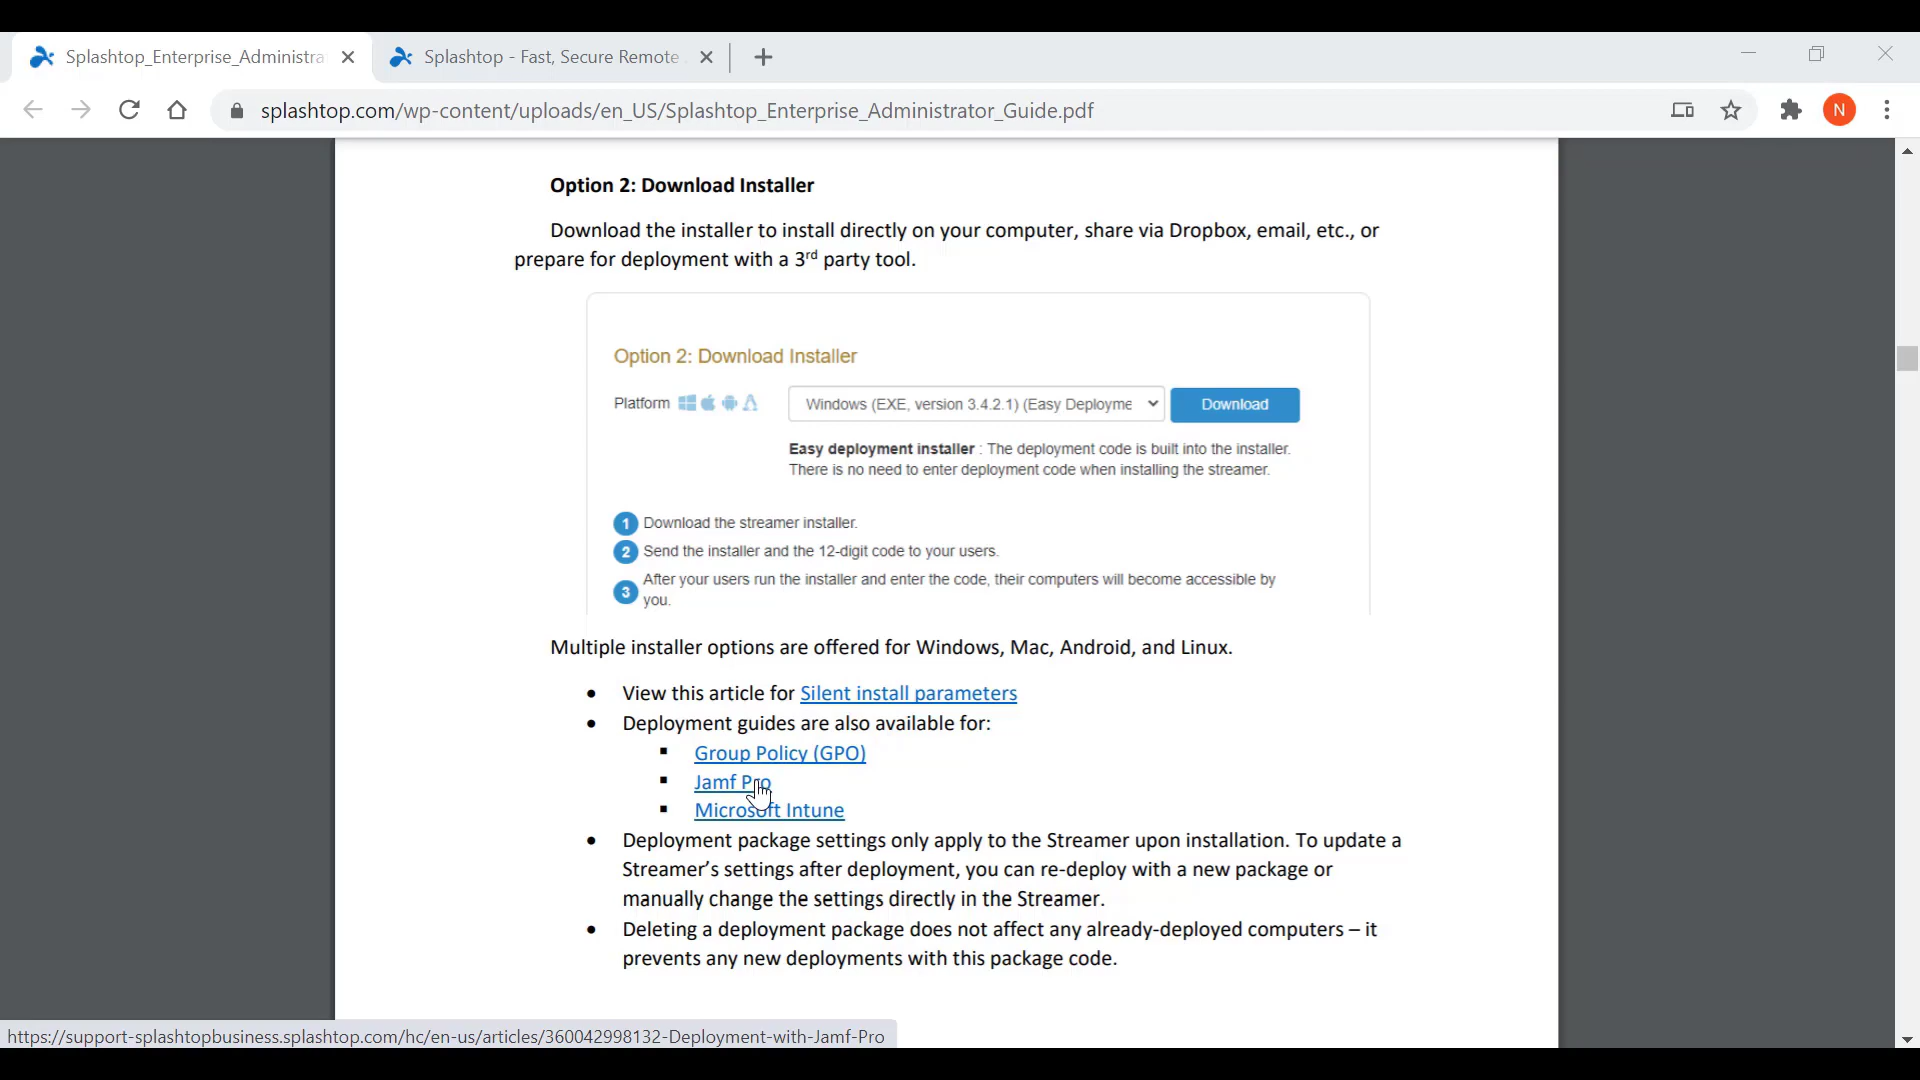 Splashtop_Enterprise_Administra
Splashtop - Fast, Secure Remote
splashtop.com/wp-content/uploads/en_US/Splashtop_Enterprise_Administrator_Guide.pdf
N
Option 2: Download Installer
Download the installer to install directly on your computer, share via Dropbox, email, etc., or
prepare for deployment with a 3rd party tool.
Option 2: Download Installer
Platform
Windows (EXE, version 3.4.2.1) (Easy Deployme
Download
Easy deployment installer : The deployment code is built into the installer.
There is no need to enter deployment code when installing the streamer.
1 Download the streamer installer.
2 Send the installer and the 12-digit code to your users.
3 After your users run the installer and enter the code, their computers will become accessible by
you.
Multiple installer options are offered for Windows, Mac, Android, and Linux.
• View this article for Silent install parameters
• Deployment guides are also available for:
▪ Group Policy (GPO)
▪ Jamf Pro
▪ Microsoft Intune
• Deployment package settings only apply to the Streamer upon installation. To update a
Streamer’s settings after deployment, you can re-deploy with a new package or
manually change the settings directly in the Streamer.
• Deleting a deployment package does not affect any already-deployed computers – it
prevents any new deployments with this package code.
https://support-splashtopbusiness.splashtop.com/hc/en-us/articles/360042998132-Deployment-with-Jamf-Pro